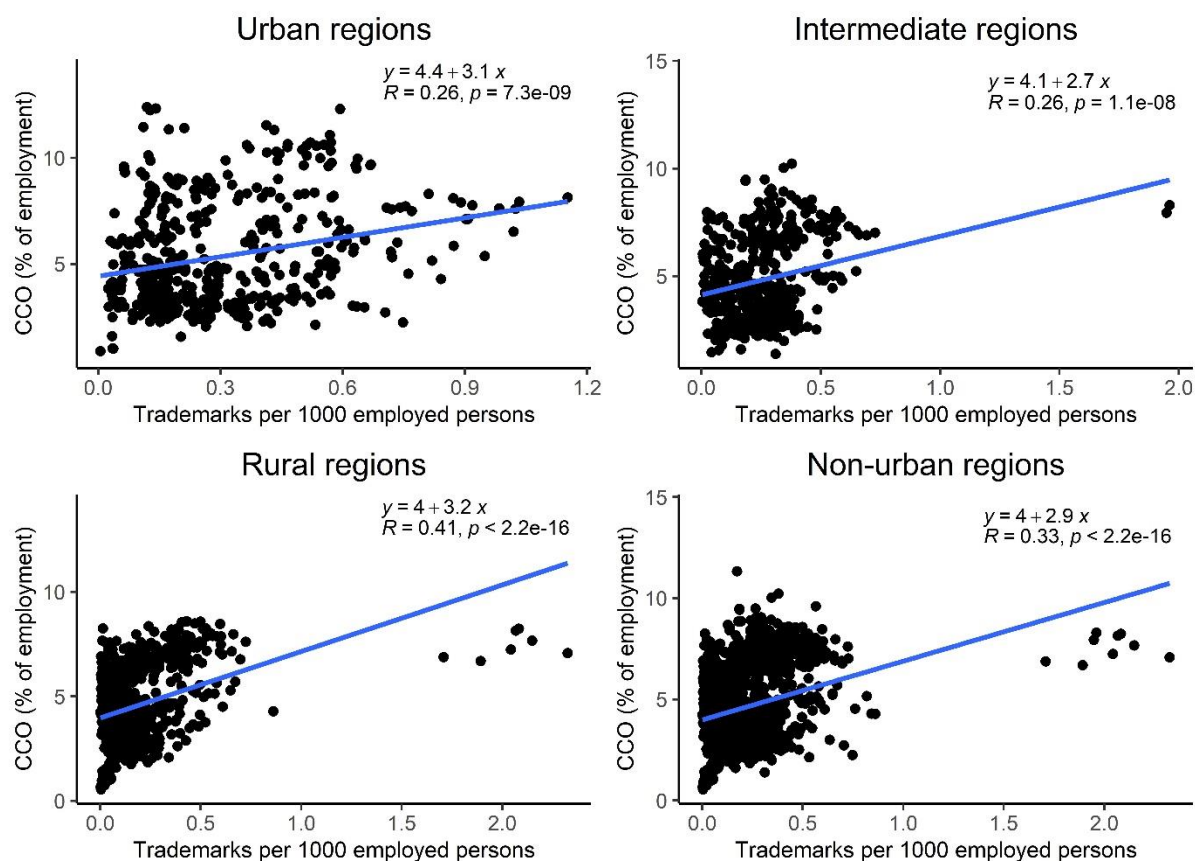 Urban regions
y = 4.4 + 3.1 x
R = 0.26, p = 7.3e-09
CCO (% of employment)
10
5
0.0 0.3 0.6 0.9 1.2
Trademarks per 1000 employed persons
Intermediate regions
y = 4.1 + 2.7 x
R = 0.26, p = 1.1e-08
CCO (% of employment)
15
10
5
0
0.0 0.5 1.0 1.5 2.0
Trademarks per 1000 employed persons
Rural regions
y = 4 + 3.2 x
R = 0.41, p < 2.2e-16
CCO (% of employment)
10
5
0
0.0 0.5 1.0 1.5 2.0
Trademarks per 1000 employed persons
Non-urban regions
y = 4 + 2.9 x
R = 0.33, p < 2.2e-16
CCO (% of employment)
15
10
5
0
0.0 0.5 1.0 1.5 2.0
Trademarks per 1000 employed persons